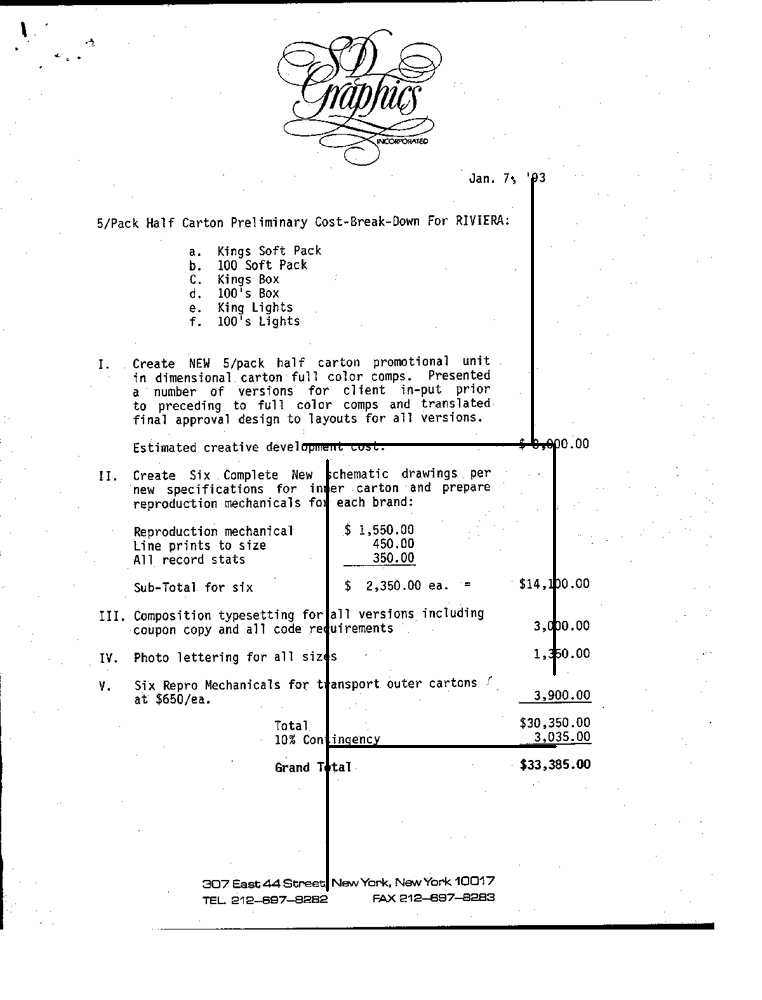 SD
Graphics
INCORPORATED
Jan. 7, '93
5/Pack Half Carton Preliminary Cost-Break-Down For RIVIERA:
a. Kings Soft Pack
b. 100 Soft Pack
C. Kings Box
d. 100's Box
e. King Lights
f. 100's Lights
I. Create NEW 5/pack half carton promotional unit
in dimensional carton full color comps. Presented
a number of versions for client in-put prior
to preceding to full color comps and translated
final approval design to layouts for all versions.
Estimated creative development cost. $ 8,000.00
II. Create Six Complete New schematic drawings per
new specifications for inner carton and prepare
reproduction mechanicals for each brand:
Reproduction mechanical $ 1,550.00
Line prints to size 450.00
All record stats 350.00
Sub-Total for six $ 2,350.00 ea. = $14,100.00
III. Composition typesetting for all versions including
coupon copy and all code requirements 3,000.00
IV. Photo lettering for all sizes 1,350.00
V. Six Repro Mechanicals for transport outer cartons
at $650/ea. 3,900.00
Total $30,350.00
10% Contingency 3,035.00
Grand Total $33,385.00
307 East 44 Street, New York, New York 10017
TEL. 212-697-8282 FAX 212-697-8283